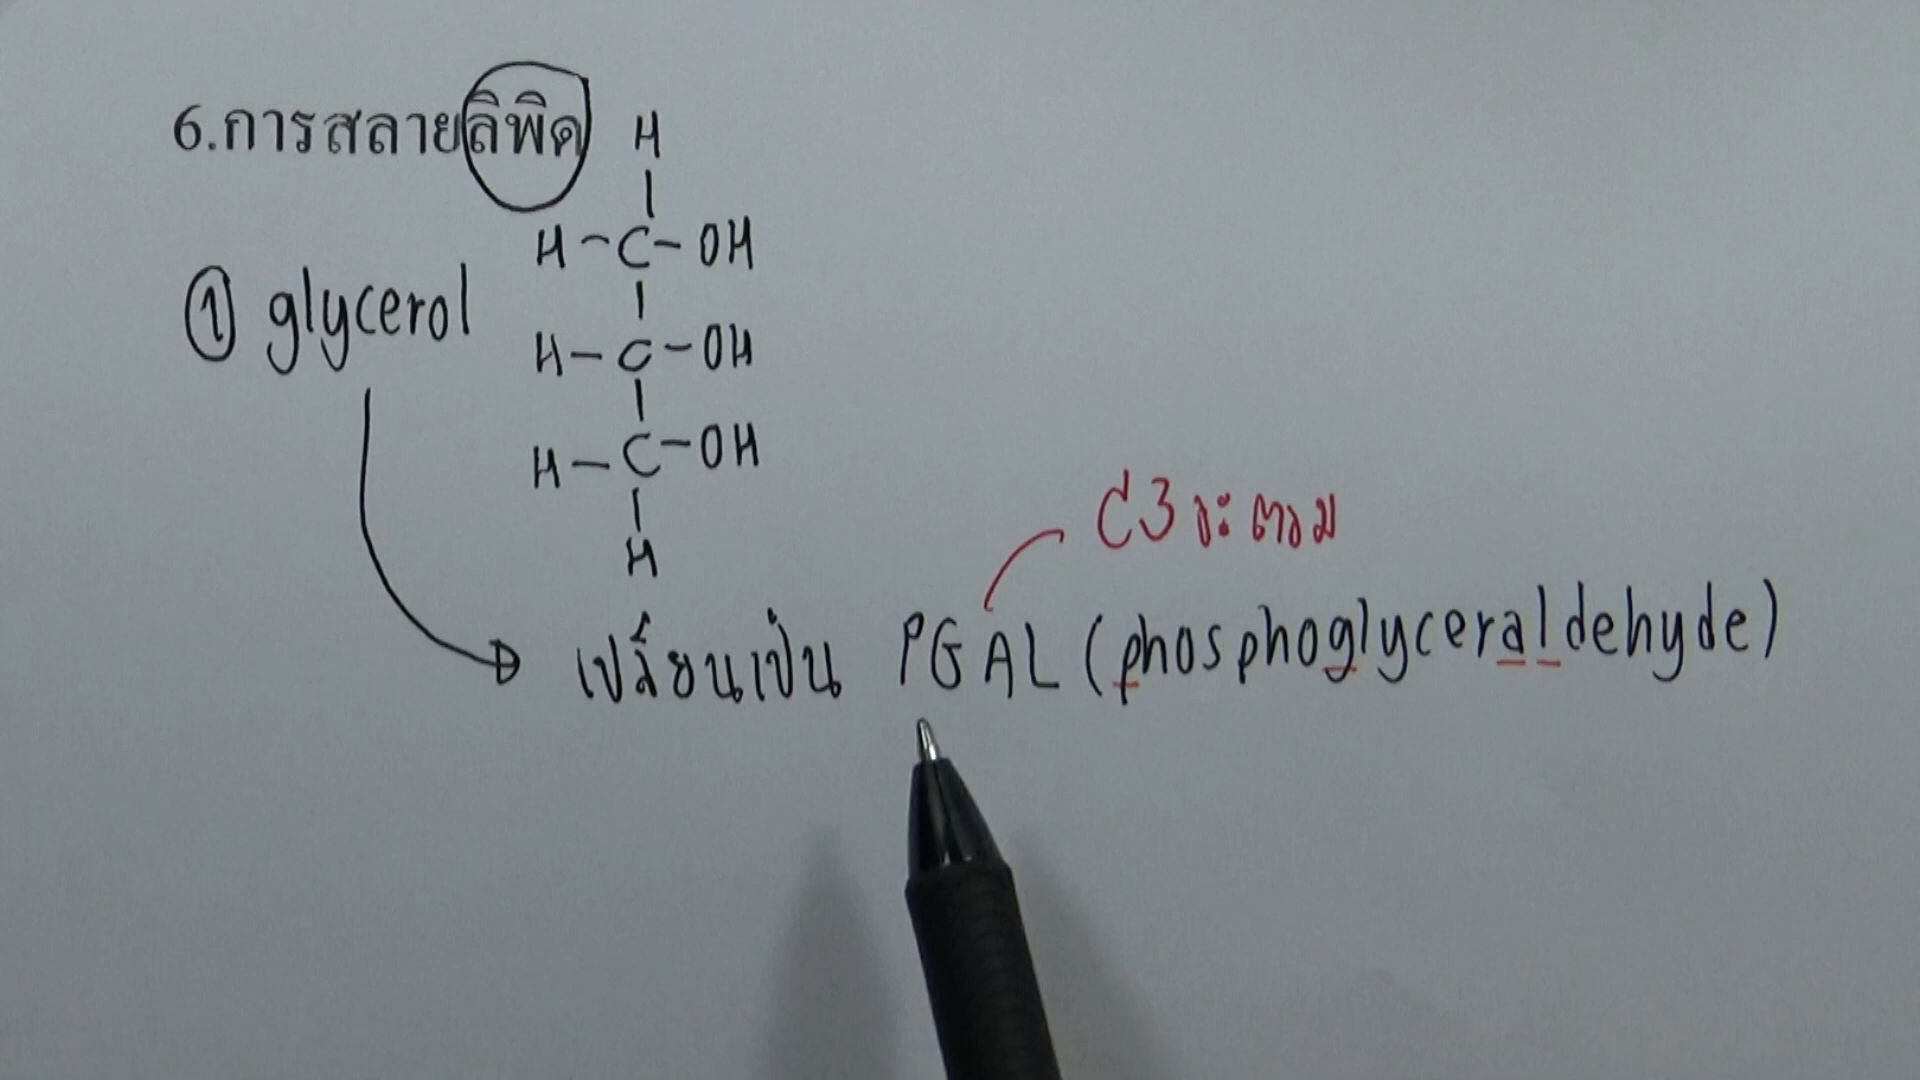 6.การสลายลิพิด
H
|
H-C-OH
|
① glycerol
H-C-OH
|
H-C-OH
|
H
C3 อะตอม
เปลี่ยนเป็น PGAL (phosphoglyceraldehyde)